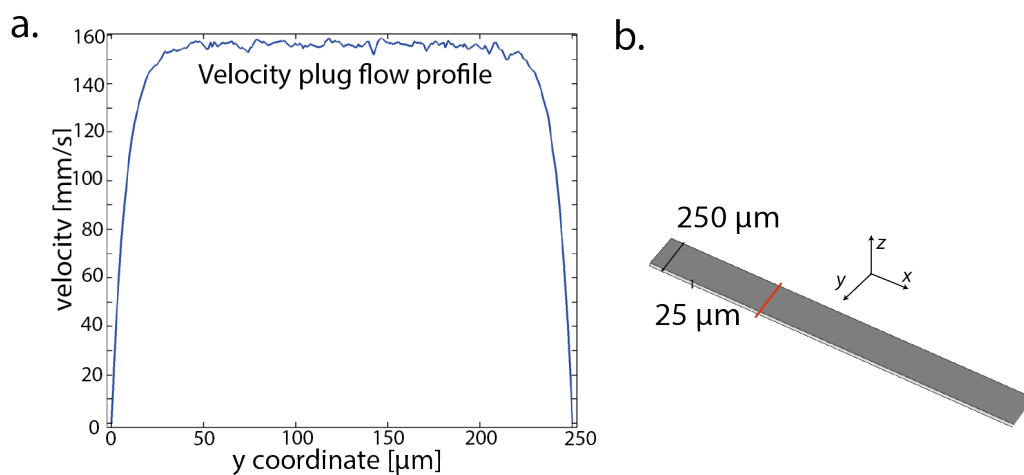 a.
160
140
120
100
80
60
40
20
0
velocity [mm/s]
Velocity plug flow profile
0 50 100 150 200 250
y coordinate [μm]
b.
250 μm
25 μm
z
y
x